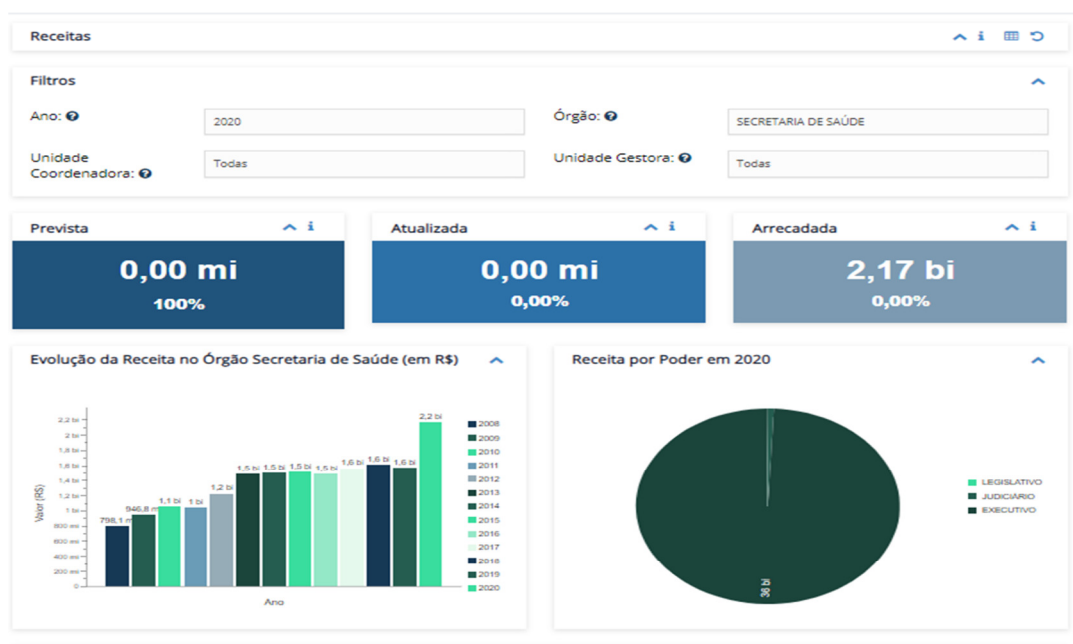 Receitas
Filtros
Ano:
2020
Órgão:
SECRETARIA DE SAÚDE
Unidade
Coordenadora:
Todas
Unidade Gestora:
Todas
Prevista
0,00 mi
100%
Atualizada
0,00 mi
0,00%
Arrecadada
2,17 bi
0,00%
Evolução da Receita no Órgão Secretaria de Saúde (em R$)
2,2 bi
2 bi
1,8 bi
1,6 bi
1,4 bi
1,2 bi
1 bi
800 mi
600 mi
400 mi
200 mi
0
Valor (R$)
798,1 m
946,8 m
1,1 bi
1 bi
1,2 bi
1,5 bi
1,5 bi
1,5 bi
1,5 bi
1,6 bi
1,6 bi
1,6 bi
2,2 bi
Ano
2008
2009
2010
2011
2012
2013
2014
2015
2016
2017
2018
2019
2020
Receita por Poder em 2020
36 bi
LEGISLATIVO
JUDICIÁRIO
EXECUTIVO